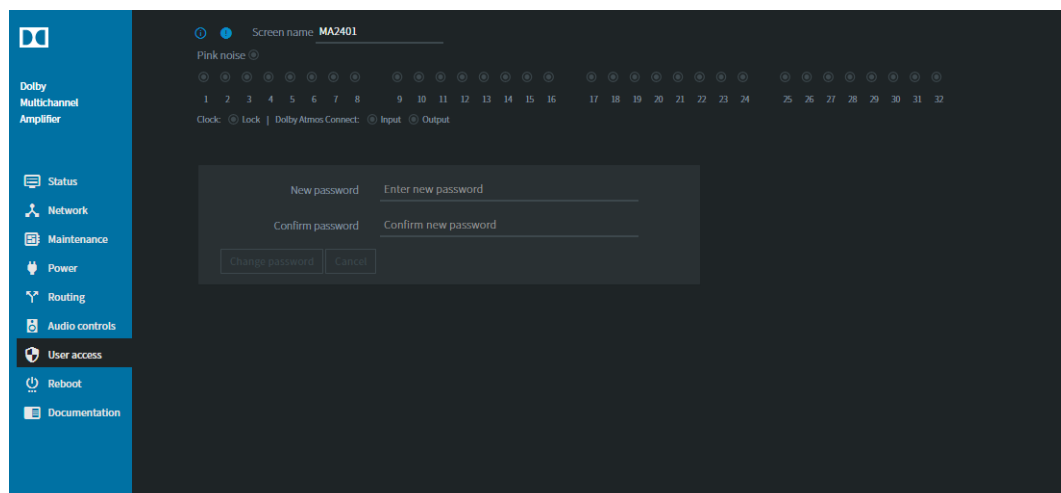 Dolby
Multichannel
Amplifier
Status
Network
Maintenance
Power
Routing
Audio controls
User access
Reboot
Documentation
Screen name MA2401
Pink noise
1 2 3 4 5 6 7 8 9 10 11 12 13 14 15 16 17 18 19 20 21 22 23 24 25 26 27 28 29 30 31 32
Clock: Lock | Dolby Atmos Connect: Input Output
New password Enter new password
Confirm password Confirm new password
Change password Cancel